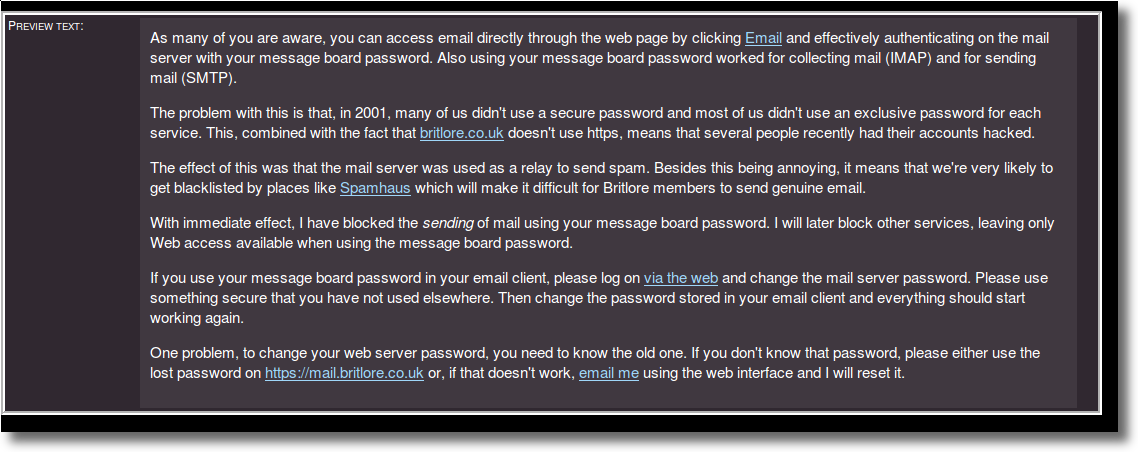 Preview text:
As many of you are aware, you can access email directly through the web page by clicking Email and effectively authenticating on the mail
server with your message board password. Also using your message board password worked for collecting mail (IMAP) and for sending
mail (SMTP).
The problem with this is that, in 2001, many of us didn't use a secure password and most of us didn't use an exclusive password for each
service. This, combined with the fact that britlore.co.uk doesn't use https, means that several people recently had their accounts hacked.
The effect of this was that the mail server was used as a relay to send spam. Besides this being annoying, it means that we're very likely to
get blacklisted by places like Spamhaus which will make it difficult for Britlore members to send genuine email.
With immediate effect, I have blocked the sending of mail using your message board password. I will later block other services, leaving only
Web access available when using the message board password.
If you use your message board password in your email client, please log on via the web and change the mail server password. Please use
something secure that you have not used elsewhere. Then change the password stored in your email client and everything should start
working again.
One problem, to change your web server password, you need to know the old one. If you don't know that password, please either use the
lost password on https://mail.britlore.co.uk or, if that doesn't work, email me using the web interface and I will reset it.